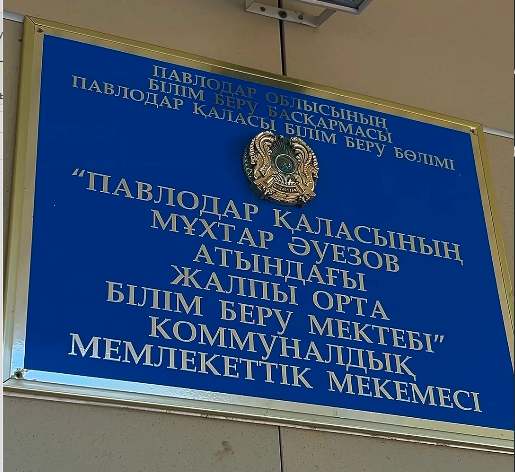 ПАВЛОДАР ОБЛЫСЫНЫҢ
БІЛІМ БЕРУ БАСҚАРМАСЫ
ПАВЛОДАР ҚАЛАСЫ БІЛІМ БЕРУ БӨЛІМІ
“ПАВЛОДАР ҚАЛАСЫНЫҢ
МҰХТАР ӘУЕЗОВ
АТЫНДАҒЫ
ЖАЛПЫ ОРТА
БІЛІМ БЕРУ МЕКТЕБІ”
КОММУНАЛДЫҚ
МЕМЛЕКЕТТІК МЕКЕМЕСІ